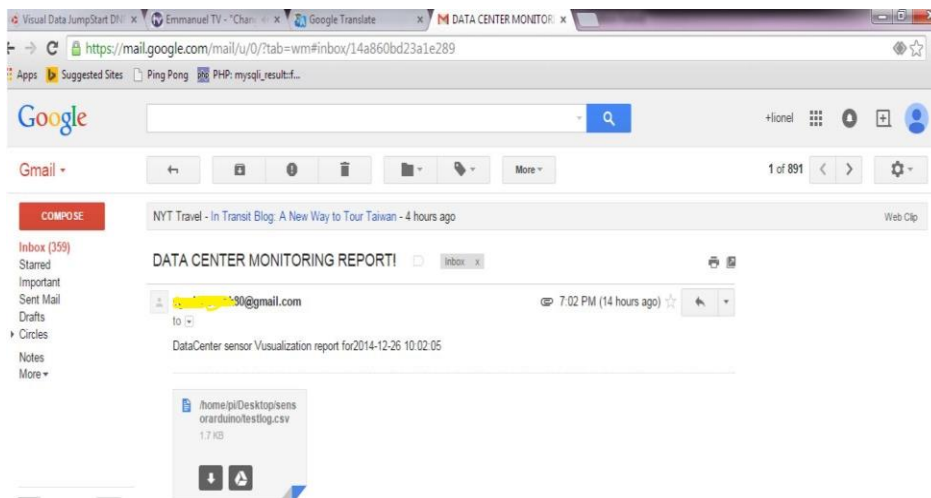 Visual Data JumpStart DN
Emmanuel TV - "Chan
Google Translate
DATA CENTER MONITOR
https://mail.google.com/mail/u/0/?tab=wm#inbox/14a860bd23a1e289
Apps
Suggested Sites
Ping Pong
php PHP: mysqli_result::f...
Google
+lionel
Gmail
More
1 of 891
COMPOSE
NYT Travel - In Transit Blog: A New Way to Tour Taiwan - 4 hours ago
Web Clip
Inbox (359)
Starred
Important
Sent Mail
Drafts
Circles
Notes
More
DATA CENTER MONITORING REPORT!
Inbox x
90@gmail.com
7:02 PM (14 hours ago)
to
DataCenter sensor Vusualization report for2014-12-26 10:02:05
/home/pi/Desktop/sens
orarduino/testlog.csv
1.7 KB